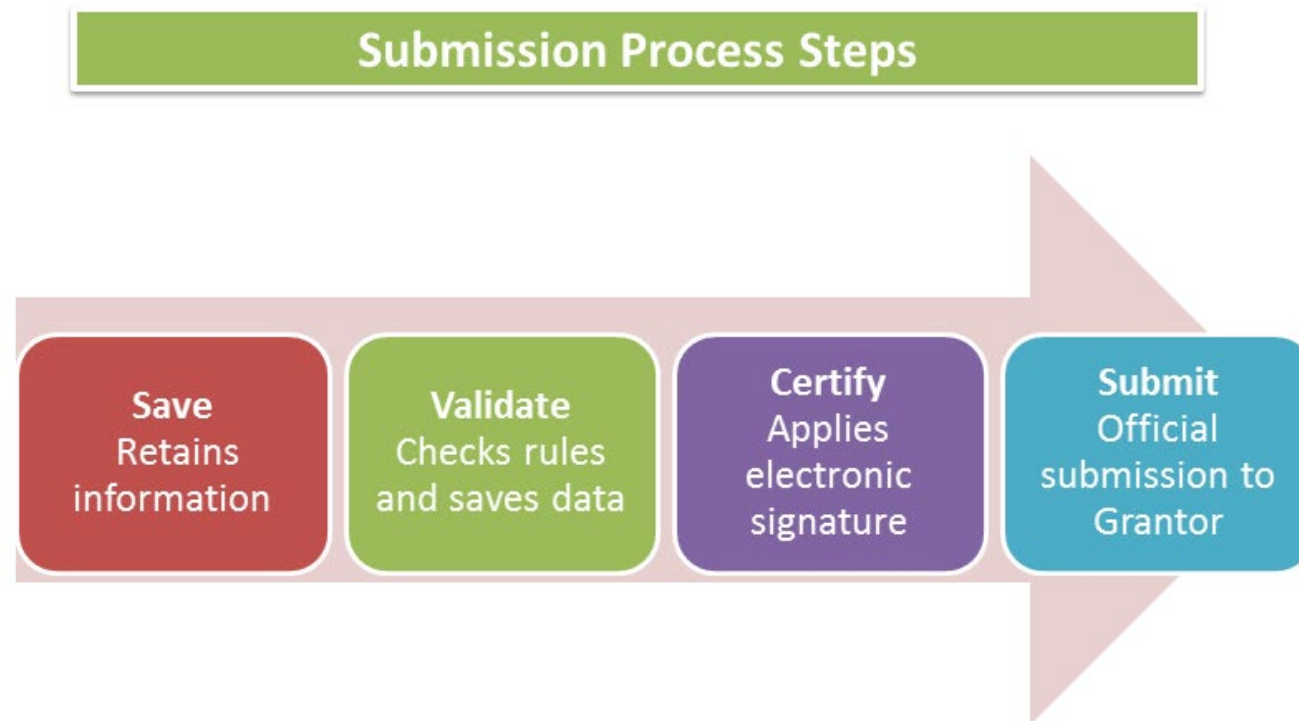 Submission Process Steps
Save
Retains
information
Validate
Checks rules
and saves data
Certify
Applies
electronic
signature
Submit
Official
submission to
Grantor